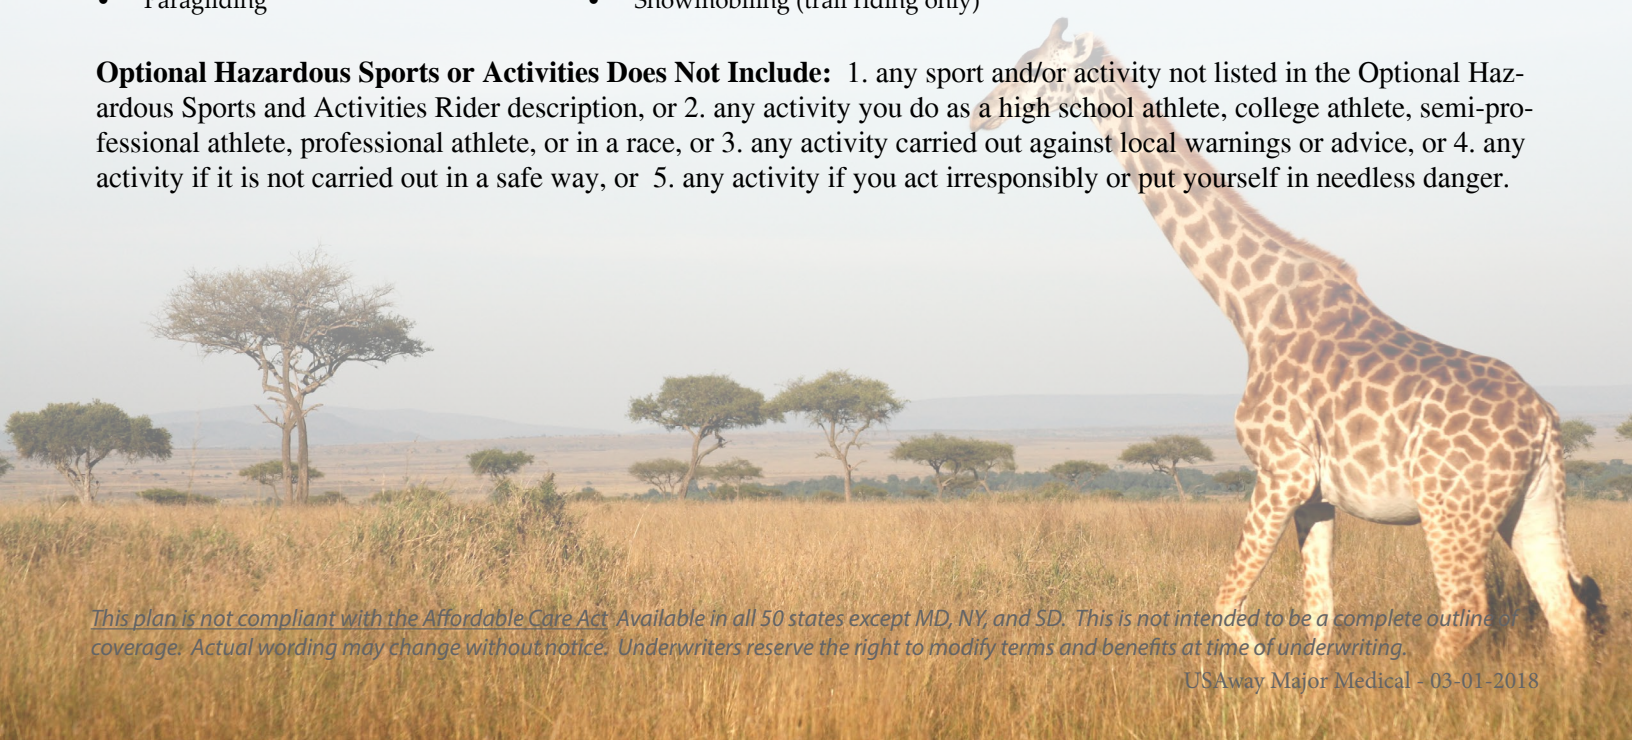 • Paragliding • Snowmobiling (trail riding only)
Optional Hazardous Sports or Activities Does Not Include: 1. any sport and/or activity not listed in the Optional Haz-
ardous Sports and Activities Rider description, or 2. any activity you do as a high school athlete, college athlete, semi-pro-
fessional athlete, professional athlete, or in a race, or 3. any activity carried out against local warnings or advice, or 4. any
activity if it is not carried out in a safe way, or 5. any activity if you act irresponsibly or put yourself in needless danger.
This plan is not compliant with the Affordable Care Act Available in all 50 states except MD, NY, and SD. This is not intended to be a complete outline of
coverage. Actual wording may change without notice. Underwriters reserve the right to modify terms and benefits at time of underwriting.
USAway Major Medical - 03-01-2018